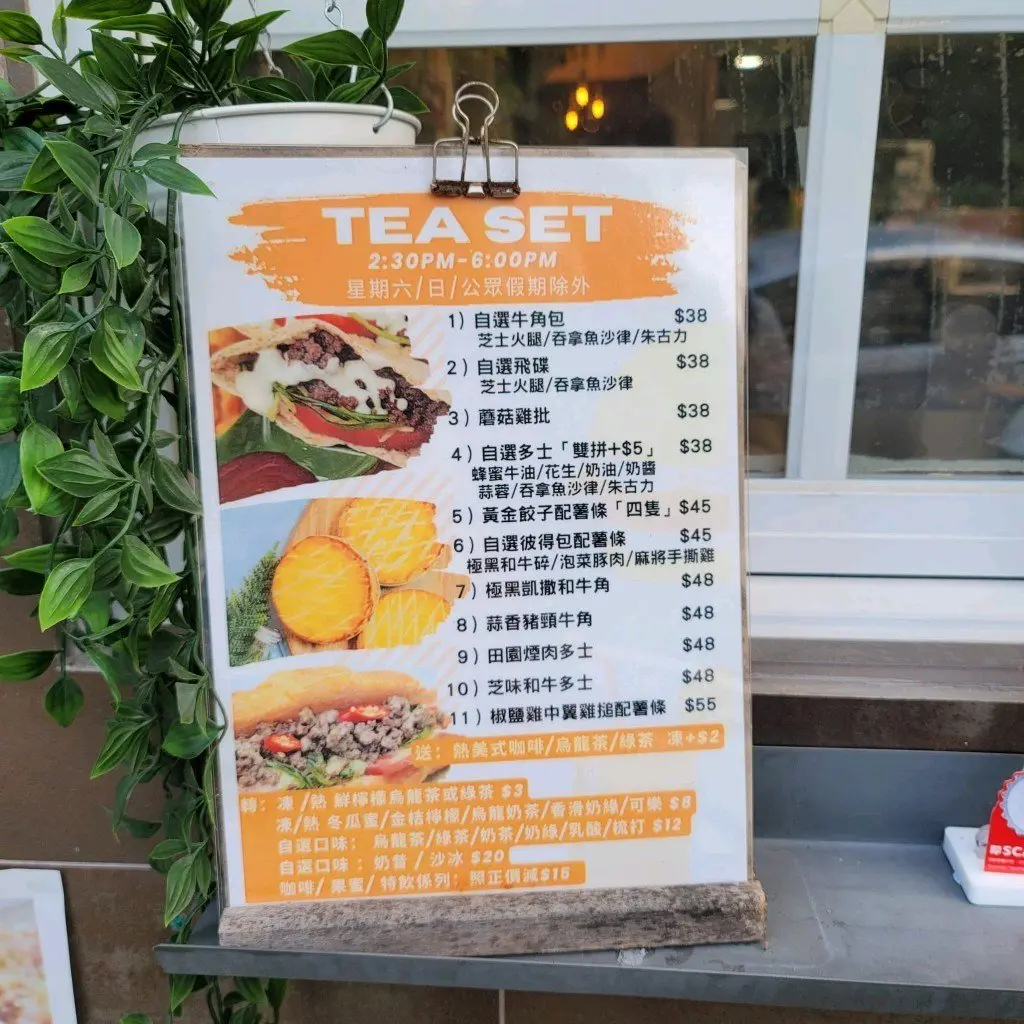 TEA SET
2:30PM-6:00PM
星期六/日/公眾假期除外
1) 自選牛角包 $38
芝士火腿/吞拿魚沙律/朱古力
2) 自選飛碟 $38
芝士火腿/吞拿魚沙律
3) 蘑菇雞批 $38
4) 自選多士「雙拼+$5」 $38
蜂蜜牛油/花生/奶油/奶醬
蒜蓉/吞拿魚沙律/朱古力
5) 黃金餃子配薯條「四隻」 $45
6) 自選彼得包配薯條 $45
極黑和牛碎/泡菜豚肉/麻將手撕雞
7) 極黑凱撒和牛角 $48
8) 蒜香豬頸牛角 $48
9) 田園煙肉多士 $48
10) 芝味和牛多士 $48
11) 椒鹽雞中翼雞搥配薯條 $55
送: 熱美式咖啡/烏龍茶/綠茶 凍+$2
轉: 凍/熱 鮮檸檬烏龍茶或綠茶 $3
凍/熱 冬瓜蜜/金桔檸檬/烏龍奶茶/香滑奶綠/可樂 $8
自選口味: 烏龍茶/綠茶/奶茶/奶綠/乳酸/梳打 $12
自選口味: 奶昔/沙冰 $20
咖啡/果蜜/特飲係列: 照正價減$15